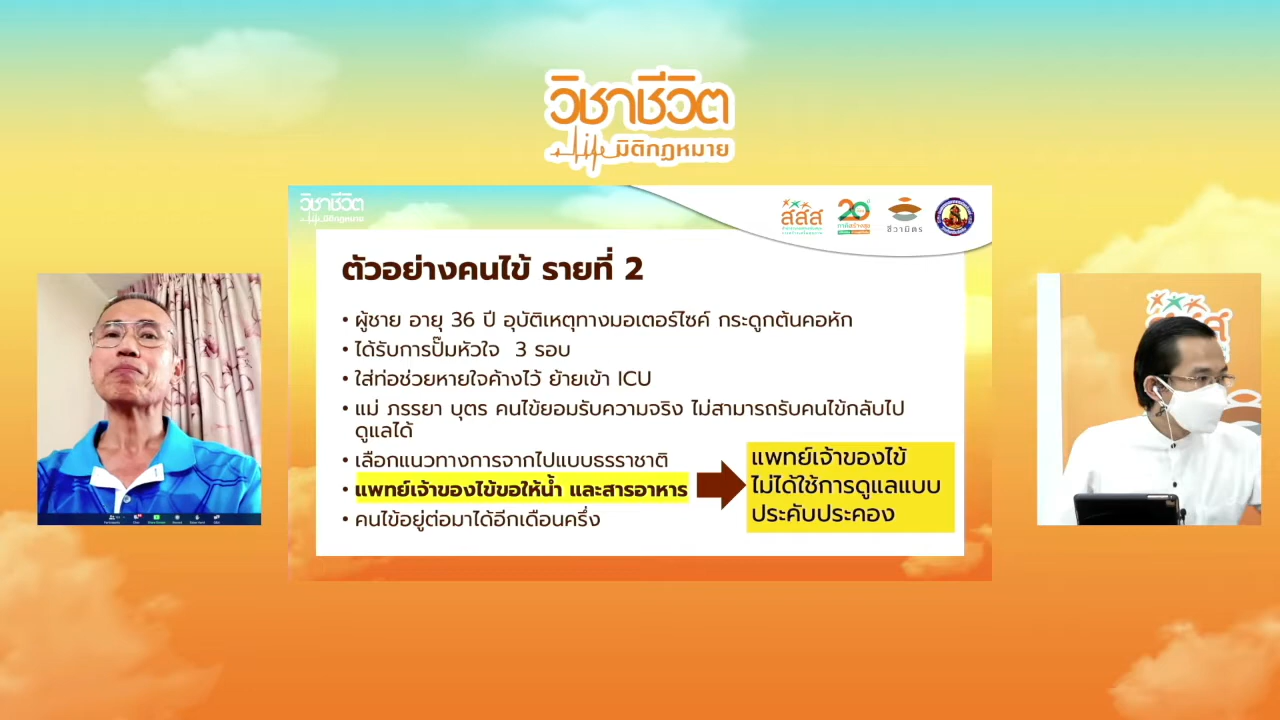 วิชาชีวิต
Life มิติกฎหมาย
วิชาชีวิต
Life มิติกฎหมาย
สสส
20
ชีวามิตร
ตัวอย่างคนไข้ รายที่ 2
• ผู้ชาย อายุ 36 ปี อุบัติเหตุทางมอเตอร์ไซค์ กระดูกต้นคอหัก
• ได้รับการปั๊มหัวใจ 3 รอบ
• ใส่ท่อช่วยหายใจค้างไว้ ย้ายเข้า ICU
• แม่ ภรรยา บุตร คนไข้ยอมรับความจริง ไม่สามารถรับคนไข้กลับไป
ดูแลได้
• เลือกแนวทางการจากไปแบบธรราชาติ
• แพทย์เจ้าของไข้ขอให้น้ำ และสารอาหาร
• คนไข้อยู่ต่อมาได้อีกเดือนครึ่ง
แพทย์เจ้าของไข้
ไม่ได้ใช้การดูแลแบบ
ประคับประคอง
สสส